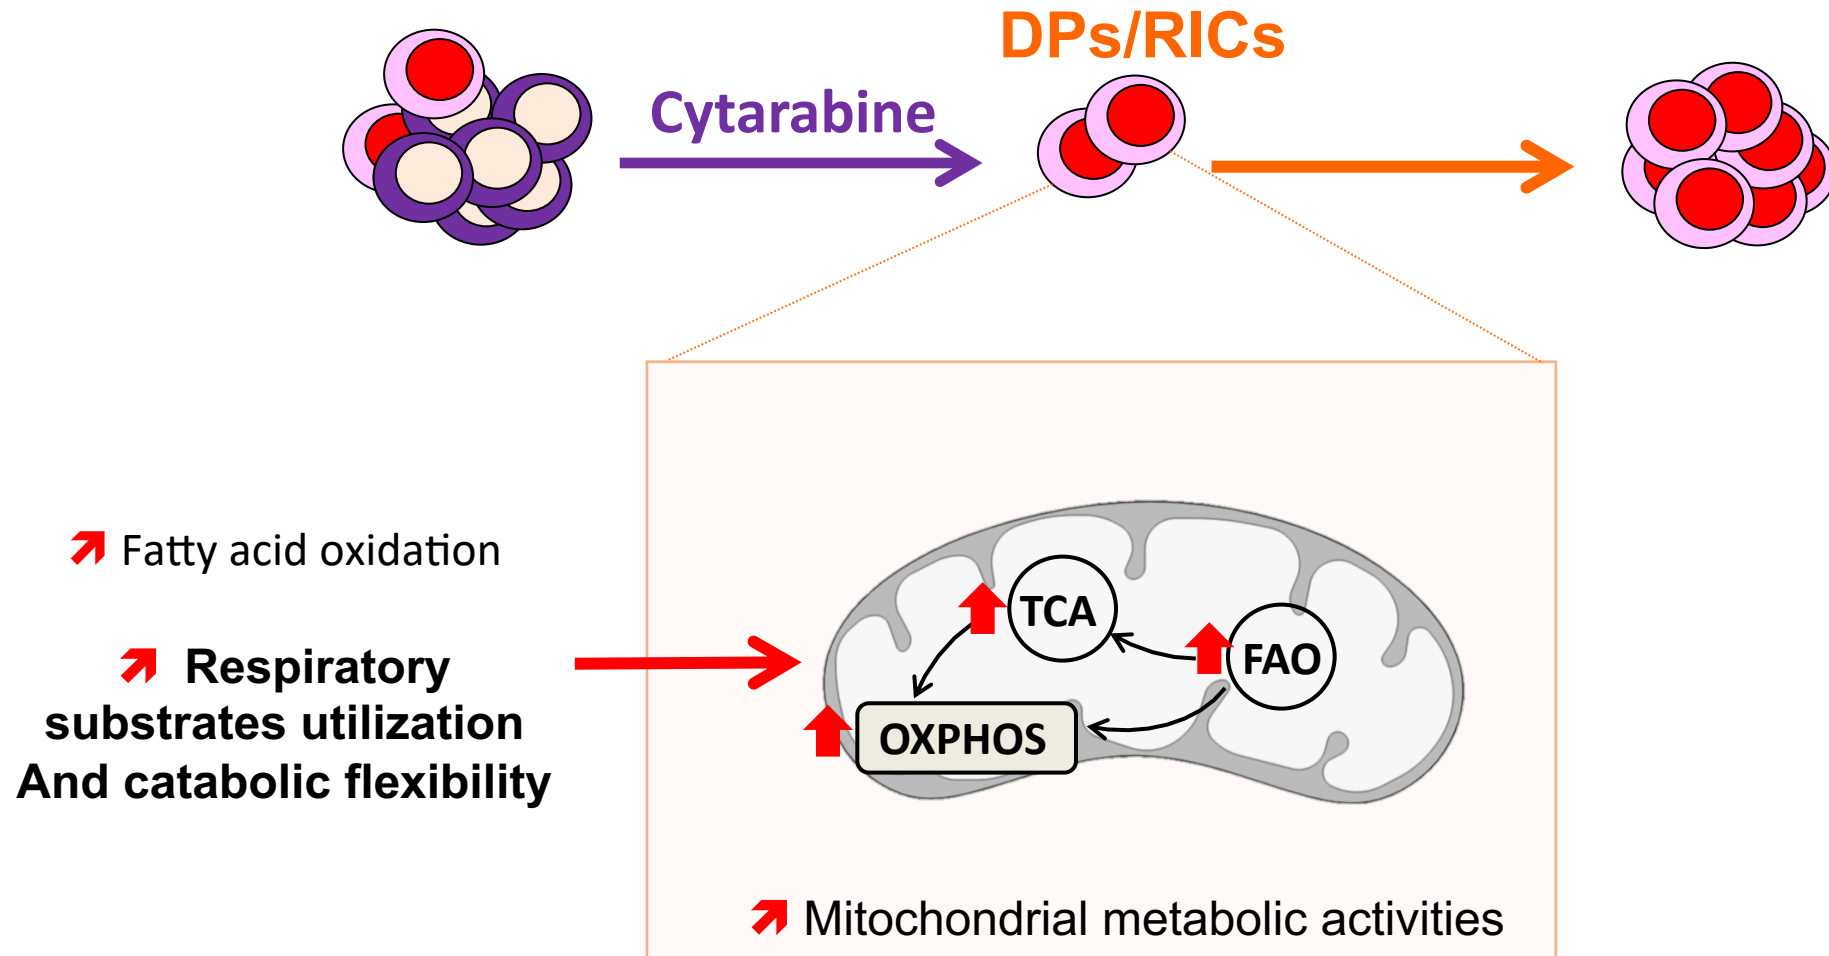 DPs/RICs
Cytarabine
Fatty acid oxidation
Respiratory
substrates utilization
And catabolic flexibility
TCA
FAO
OXPHOS
Mitochondrial metabolic activities